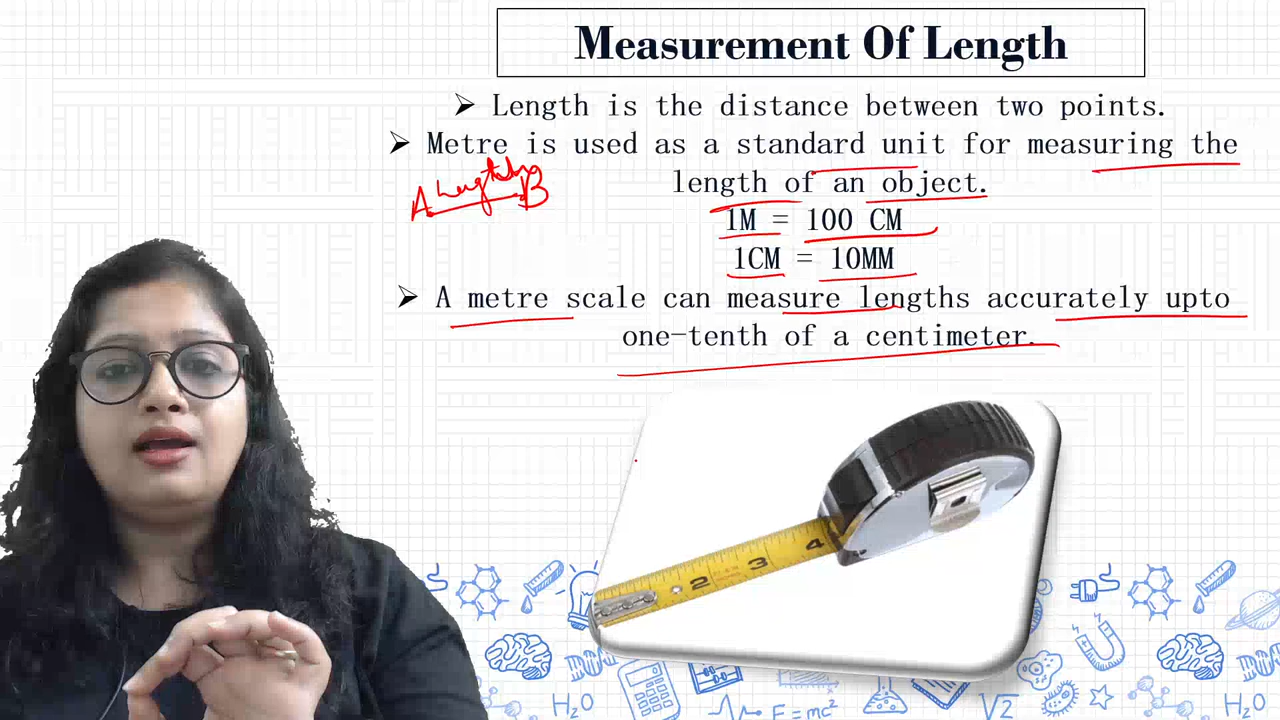 Measurement Of Length
➢ Length is the distance between two points.
➢ Metre is used as a standard unit for measuring the
length of an object.
A Length B
1M = 100 CM
1CM = 10MM
➢ A metre scale can measure lengths accurately upto
one-tenth of a centimeter.
2 3 4
H₂O E=mc² √2 H₂O